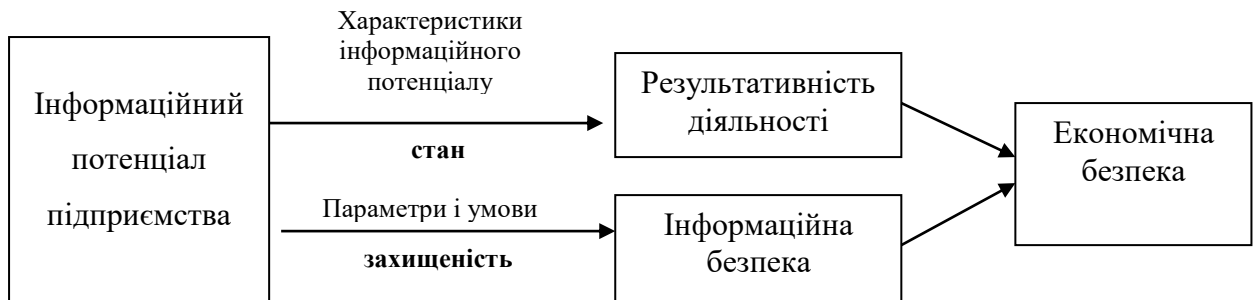 Інформаційний
потенціал
підприємства
Характеристики
інформаційного
потенціалу
стан
Параметри і умови
захищеність
Результативність
діяльності
Інформаційна
безпека
Економічна
безпека